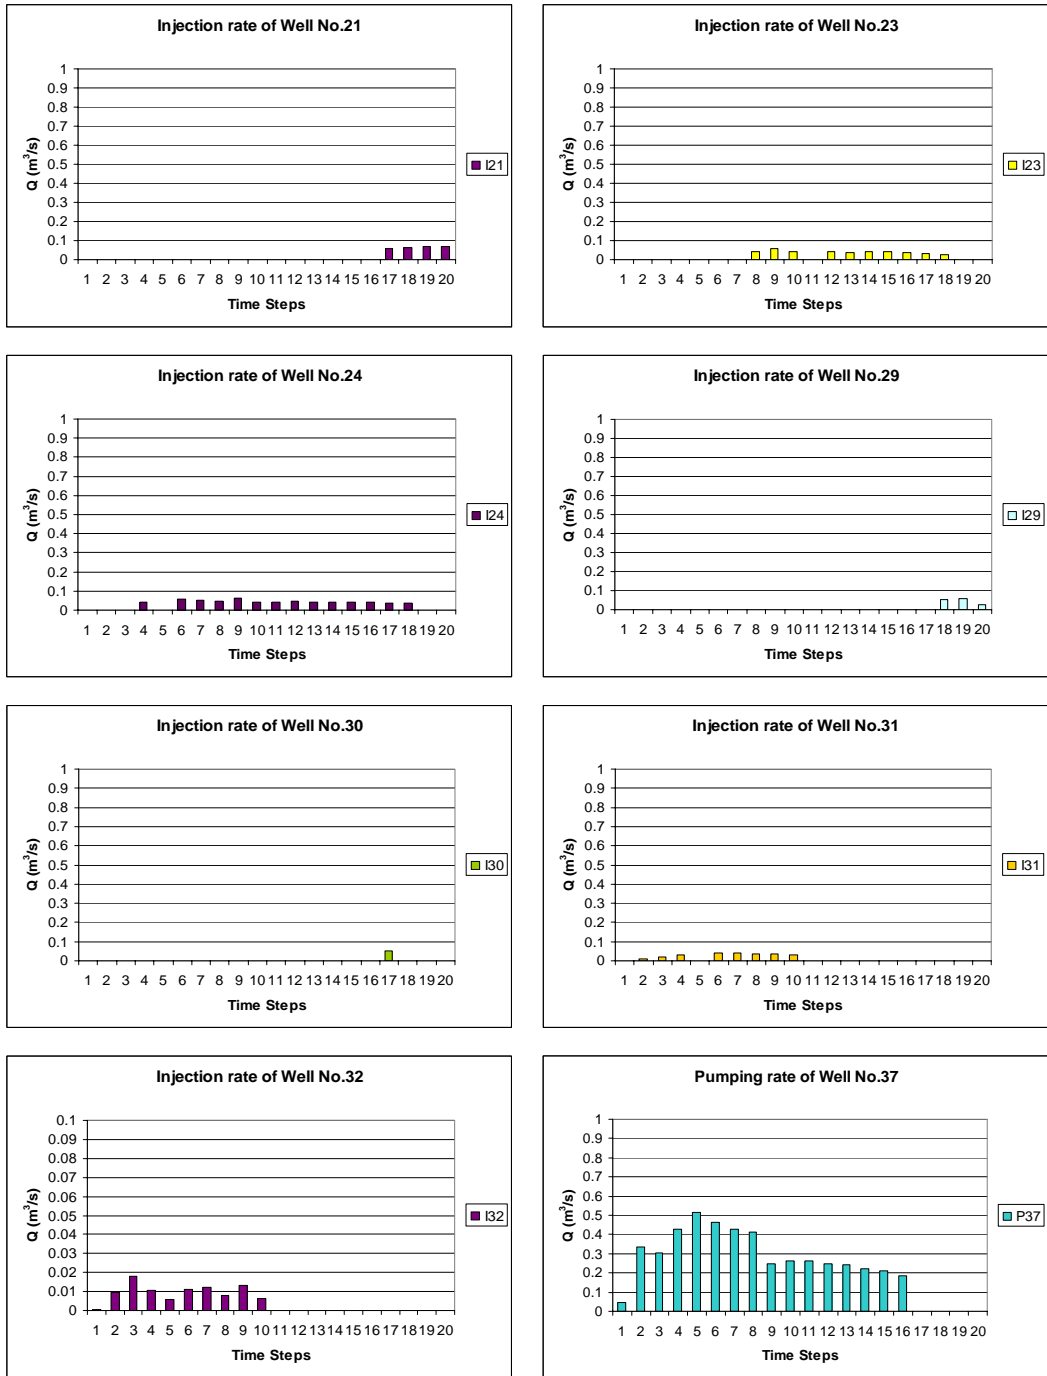 Injection rate of Well No.21
1
0.9
0.8
0.7
0.6
0.5
0.4
0.3
0.2
0.1
0
Q (m³/s)
1 2 3 4 5 6 7 8 9 10 11 12 13 14 15 16 17 18 19 20
Time Steps
I21
Injection rate of Well No.23
1
0.9
0.8
0.7
0.6
0.5
0.4
0.3
0.2
0.1
0
Q (m³/s)
1 2 3 4 5 6 7 8 9 10 11 12 13 14 15 16 17 18 19 20
Time Steps
I23
Injection rate of Well No.24
1
0.9
0.8
0.7
0.6
0.5
0.4
0.3
0.2
0.1
0
Q (m³/s)
1 2 3 4 5 6 7 8 9 10 11 12 13 14 15 16 17 18 19 20
Time Steps
I24
Injection rate of Well No.29
1
0.9
0.8
0.7
0.6
0.5
0.4
0.3
0.2
0.1
0
Q (m³/s)
1 2 3 4 5 6 7 8 9 10 11 12 13 14 15 16 17 18 19 20
Time Steps
I29
Injection rate of Well No.30
1
0.9
0.8
0.7
0.6
0.5
0.4
0.3
0.2
0.1
0
Q (m³/s)
1 2 3 4 5 6 7 8 9 10 11 12 13 14 15 16 17 18 19 20
Time Steps
I30
Injection rate of Well No.31
1
0.9
0.8
0.7
0.6
0.5
0.4
0.3
0.2
0.1
0
Q (m³/s)
1 2 3 4 5 6 7 8 9 10 11 12 13 14 15 16 17 18 19 20
Time Steps
I31
Injection rate of Well No.32
0.1
0.09
0.08
0.07
0.06
0.05
0.04
0.03
0.02
0.01
0
Q (m³/s)
1 2 3 4 5 6 7 8 9 10 11 12 13 14 15 16 17 18 19 20
Time Steps
I32
Pumping rate of Well No.37
1
0.9
0.8
0.7
0.6
0.5
0.4
0.3
0.2
0.1
0
Q (m³/s)
1 2 3 4 5 6 7 8 9 10 11 12 13 14 15 16 17 18 19 20
Time Steps
P37